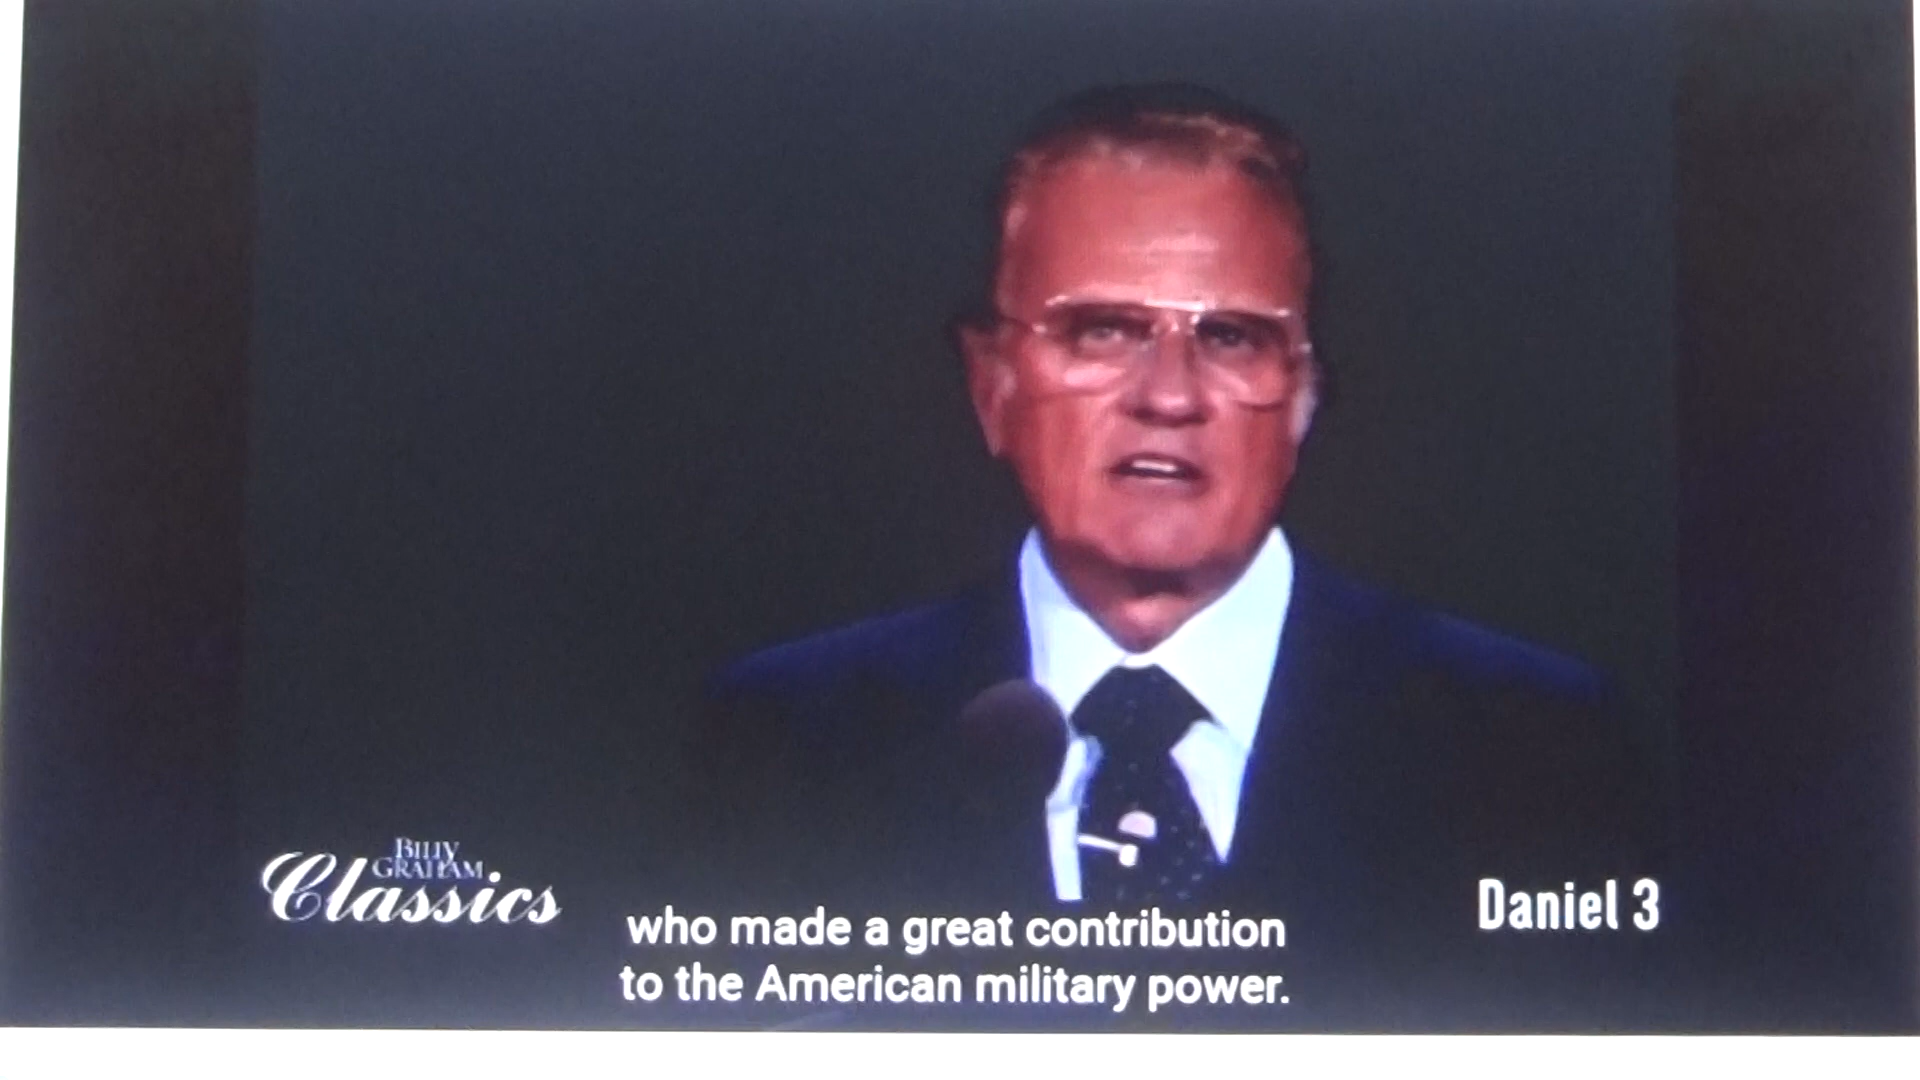 BILLY
GRAHAM
Classics
who made a great contribution
to the American military power.
Daniel 3